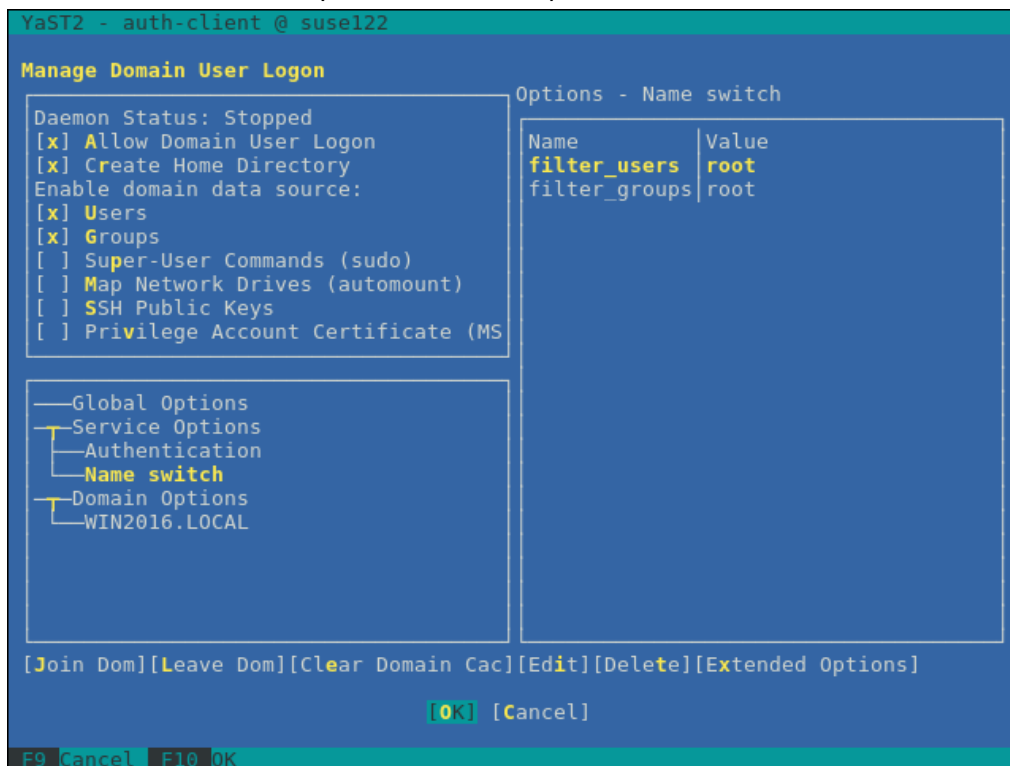 YaST2 - auth-client @ suse122
Manage Domain User Logon
Daemon Status: Stopped
[x] Allow Domain User Logon
[x] Create Home Directory
Enable domain data source:
[x] Users
[x] Groups
[ ] Super-User Commands (sudo)
[ ] Map Network Drives (automount)
[ ] SSH Public Keys
[ ] Privilege Account Certificate (MS
Global Options
Service Options
Authentication
Name switch
Domain Options
WIN2016.LOCAL
Options - Name switch
Name Value
filter_users root
filter_groups root
[Join Dom][Leave Dom][Clear Domain Cac][Edit][Delete][Extended Options]
[OK] [Cancel]
F9 Cancel F10 OK